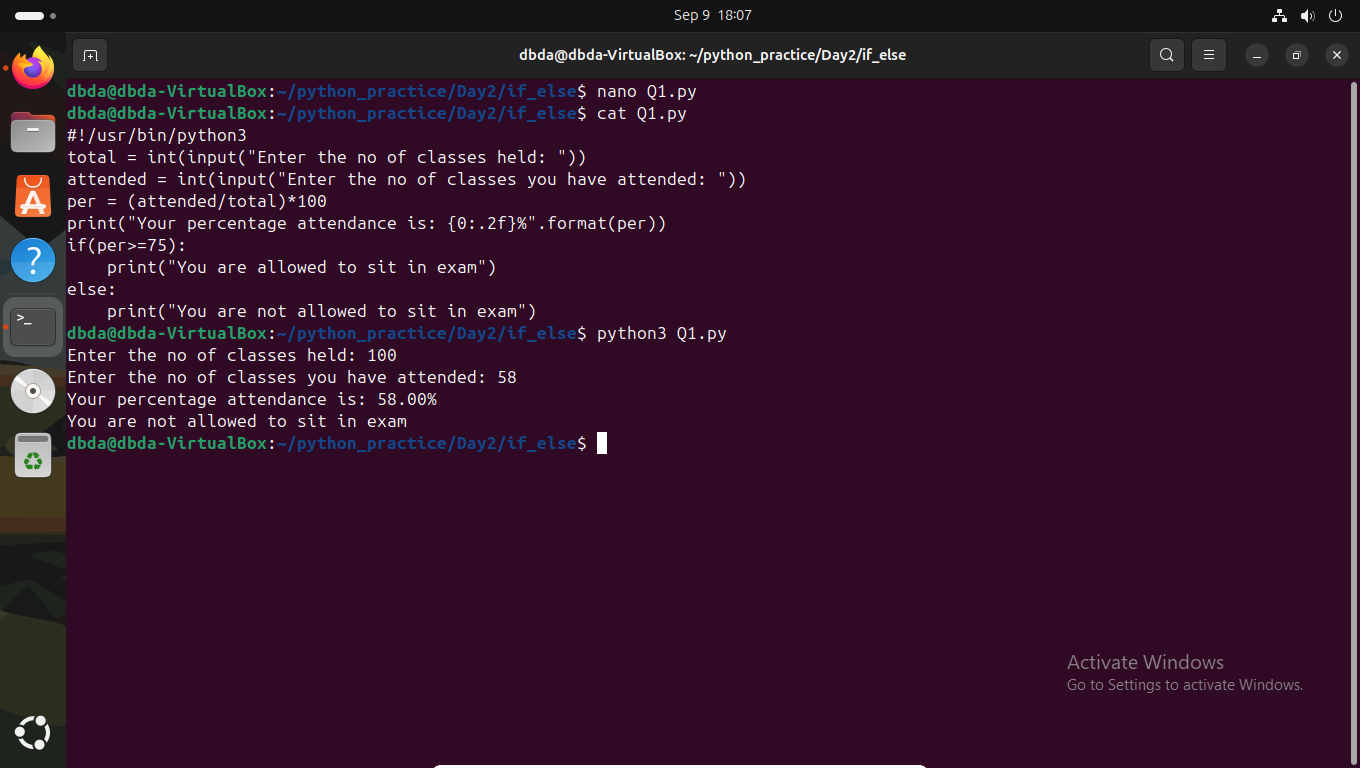 Sep 9 18:07
dbda@dbda-VirtualBox: ~/python_practice/Day2/if_else
dbda@dbda-VirtualBox:~/python_practice/Day2/if_else$ nano Q1.py
dbda@dbda-VirtualBox:~/python_practice/Day2/if_else$ cat Q1.py
#!/usr/bin/python3
total = int(input("Enter the no of classes held: "))
attended = int(input("Enter the no of classes you have attended: "))
per = (attended/total)*100
print("Your percentage attendance is: {0:.2f}%".format(per))
if(per>=75):
    print("You are allowed to sit in exam")
else:
    print("You are not allowed to sit in exam")
dbda@dbda-VirtualBox:~/python_practice/Day2/if_else$ python3 Q1.py
Enter the no of classes held: 100
Enter the no of classes you have attended: 58
Your percentage attendance is: 58.00%
You are not allowed to sit in exam
dbda@dbda-VirtualBox:~/python_practice/Day2/if_else$
Activate Windows
Go to Settings to activate Windows.